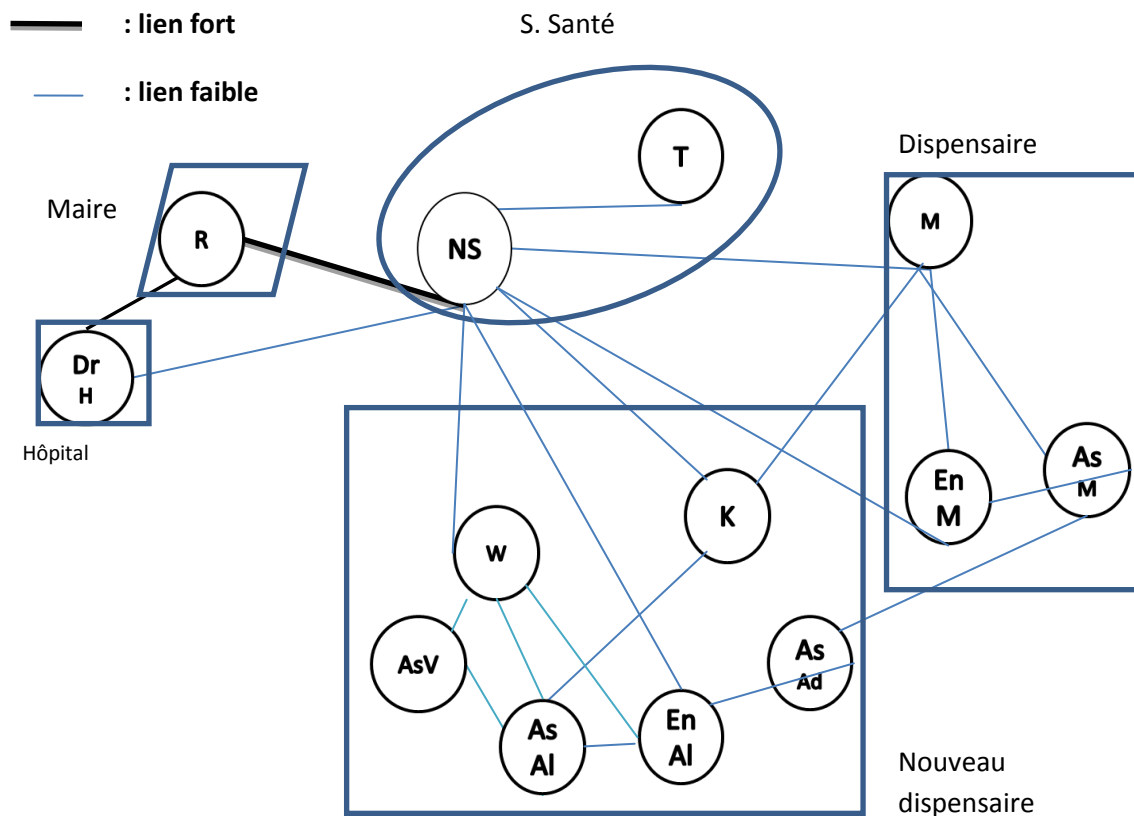 : lien fort
S. Santé
: lien faible
T
Dispensaire
Maire
R
NS
M
Dr
H
Hôpital
En
M
As
M
K
W
AsV
As
Ad
As
Al
En
Al
Nouveau
dispensaire